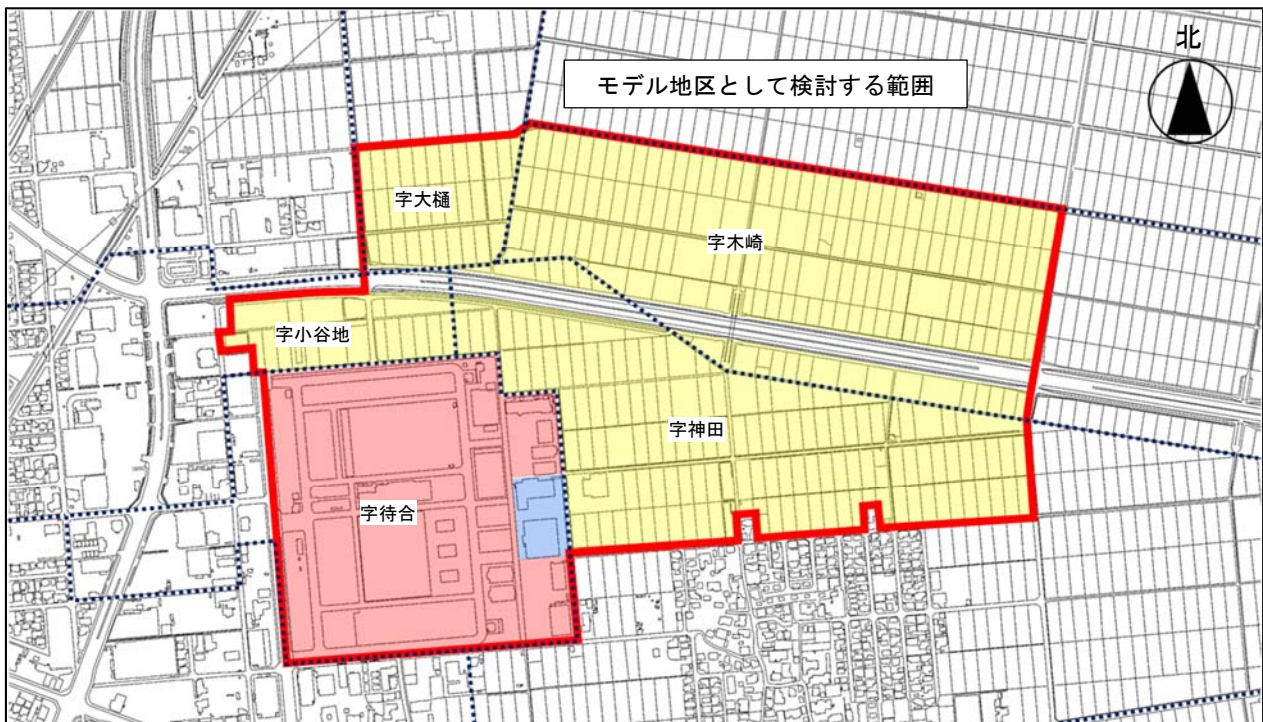 北
モデル地区として検討する範囲
字大樋
字木崎
字小谷地
字神田
字待合